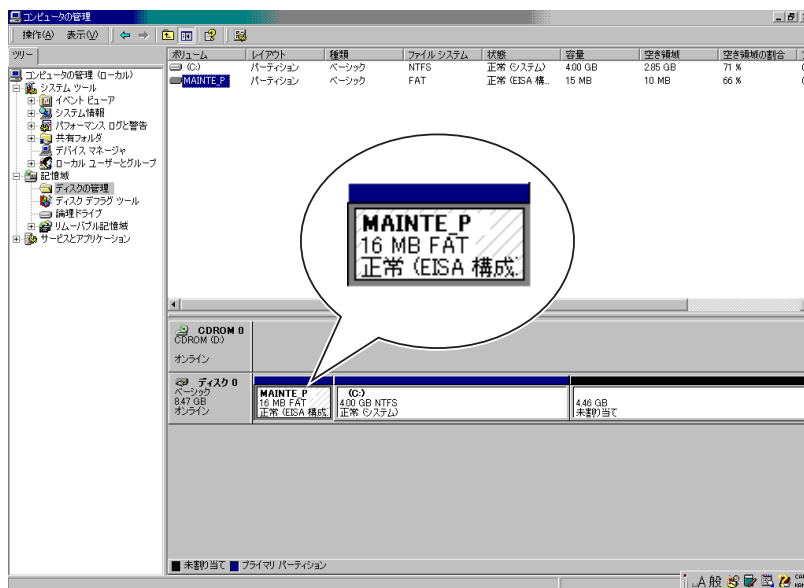 コンピュータの管理
操作(A) 表示(V)
ツリー
コンピュータの管理 (ローカル)
システム ツール
イベント ビューア
システム情報
パフォーマンス ログと警告
共有フォルダ
デバイス マネージャ
ローカル ユーザーとグループ
記憶域
ディスクの管理
ディスク デフラグ ツール
論理ドライブ
リムーバブル記憶域
サービスとアプリケーション
ボリューム レイアウト 種類 ファイル システム 状態 容量 空き領域 空き領域の割合
(C:) パーティション ベーシック NTFS 正常 (システム) 4.00 GB 2.85 GB 71 %
MAINTE_P パーティション ベーシック FAT 正常 (EISA 構... 15 MB 10 MB 66 %
MAINTE_P
16 MB FAT
正常 (EISA 構成
CDROM 0
CDROM (D:)
オンライン
ディスク 0
ベーシック
8.47 GB
オンライン
MAINTE_P
16 MB FAT
正常 (EISA 構成
(C:)
4.00 GB NTFS
正常 (システム)
4.46 GB
未割り当て
未割り当て プライマリ パーティション
A 般